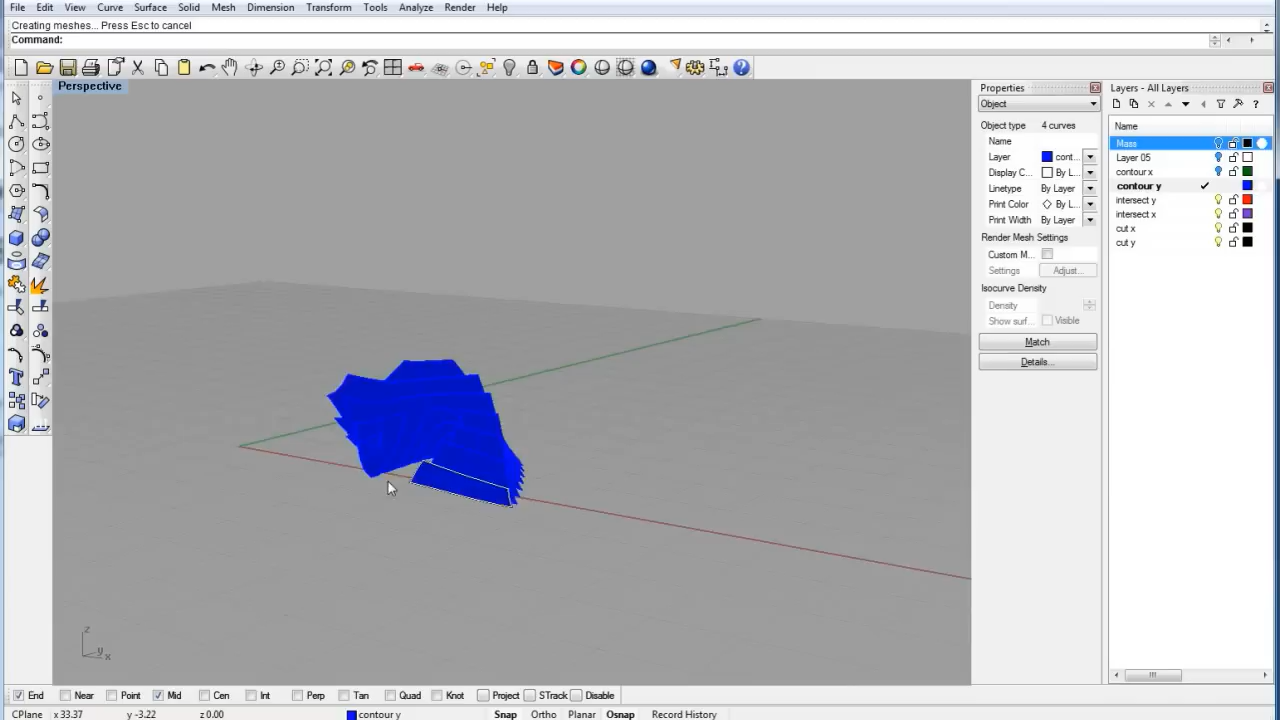 File Edit View Curve Surface Solid Mesh Dimension Transform Tools Analyze Render Help
Creating meshes... Press Esc to cancel
Command:
Perspective
Properties
Object
Object type 4 curves
Name
Layer cont...
Display C... By L...
Linetype By Layer
Print Color By L...
Print Width By Layer
Render Mesh Settings
Custom M...
Settings Adjust...
Isocurve Density
Density
Show surf... Visible
Match
Details...
Layers - All Layers
Name
Mass
Layer 05
contour x
contour y
intersect y
intersect x
cut x
cut y
z
y
x
End Near Point Mid Cen Int Perp Tan Quad Knot Project STrack Disable
CPlane x 33.37 y -3.22 z 0.00 contour y Snap Ortho Planar Osnap Record History